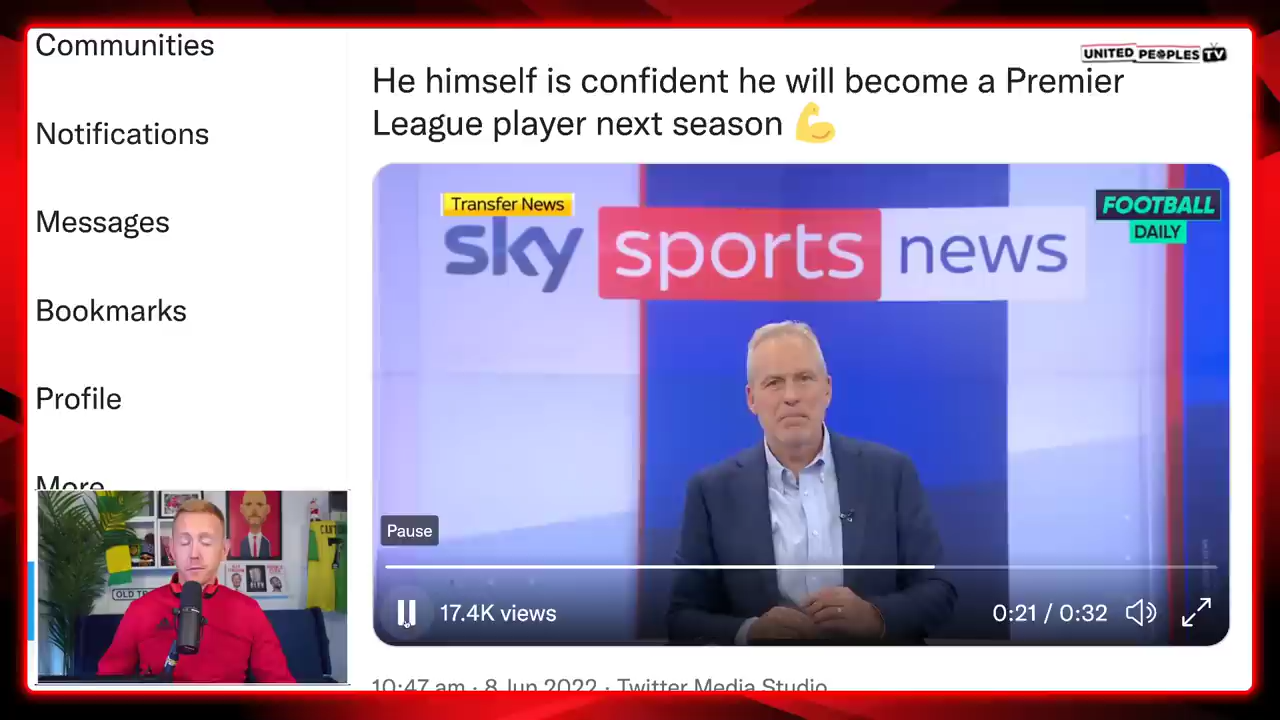 Communities
Notifications
Messages
Bookmarks
Profile
More
UNITED PEOPLES TV
He himself is confident he will become a Premier
League player next season
Transfer News
sky sports news
FOOTBALL
DAILY
Pause
17.4K views
0:21 / 0:32
10:47 am · 8 Jun 2022 · Twitter Media Studio